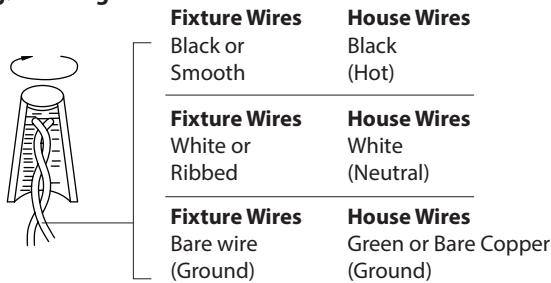 Fixture Wires House Wires
Black or Black
Smooth (Hot)
Fixture Wires House Wires
White or White
Ribbed (Neutral)
Fixture Wires House Wires
Bare wire Green or Bare Copper
(Ground) (Ground)